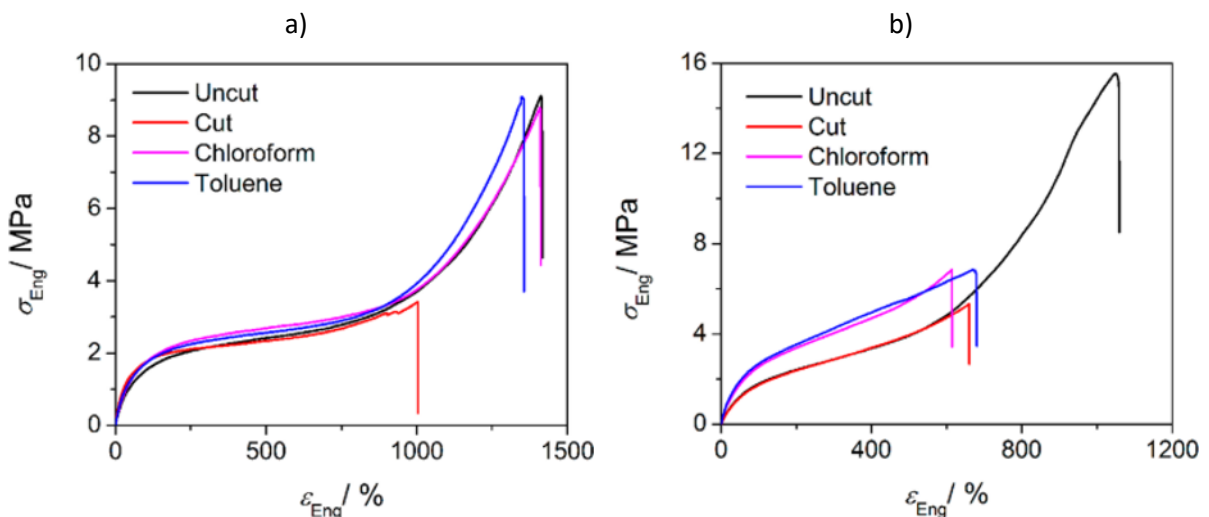 a)
10
8
6
4
2
0
σEng/ MPa
Uncut
Cut
Chloroform
Toluene
0
500
1000
1500
εEng/ %
b)
16
12
8
4
0
σEng/ MPa
Uncut
Cut
Chloroform
Toluene
0
400
800
1200
εEng/ %